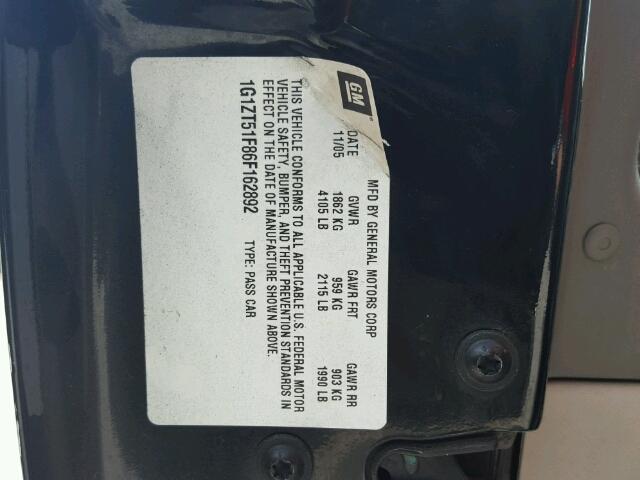 GM
MFD BY GENERAL MOTORS CORP
DATE GVWR GAWR FRT GAWR RR
11/05 1862 KG 959 KG 903 KG
4105 LB 2115 LB 1990 LB
THIS VEHICLE CONFORMS TO ALL APPLICABLE U.S. FEDERAL MOTOR
VEHICLE SAFETY, BUMPER, AND THEFT PREVENTION STANDARDS IN
EFFECT ON THE DATE OF MANUFACTURE SHOWN ABOVE.
1G1ZT51F86F162892 TYPE: PASS CAR